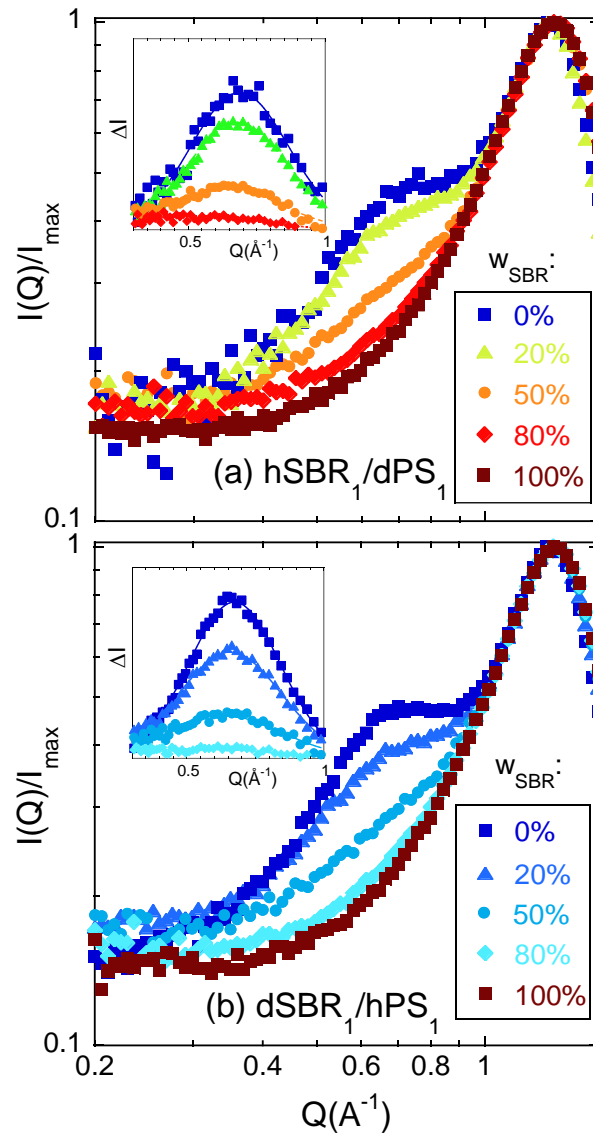 1
ΔI
0.5
1
Q(Å⁻¹)
I(Q)/I_max
w_SBR:
0%
20%
50%
80%
100%
(a) hSBR₁/dPS₁
0.1
1
ΔI
0.5
1
Q(Å⁻¹)
I(Q)/I_max
w_SBR:
0%
20%
50%
80%
100%
(b) dSBR₁/hPS₁
0.1
0.2
0.4
0.6
0.8
1
Q(A⁻¹)